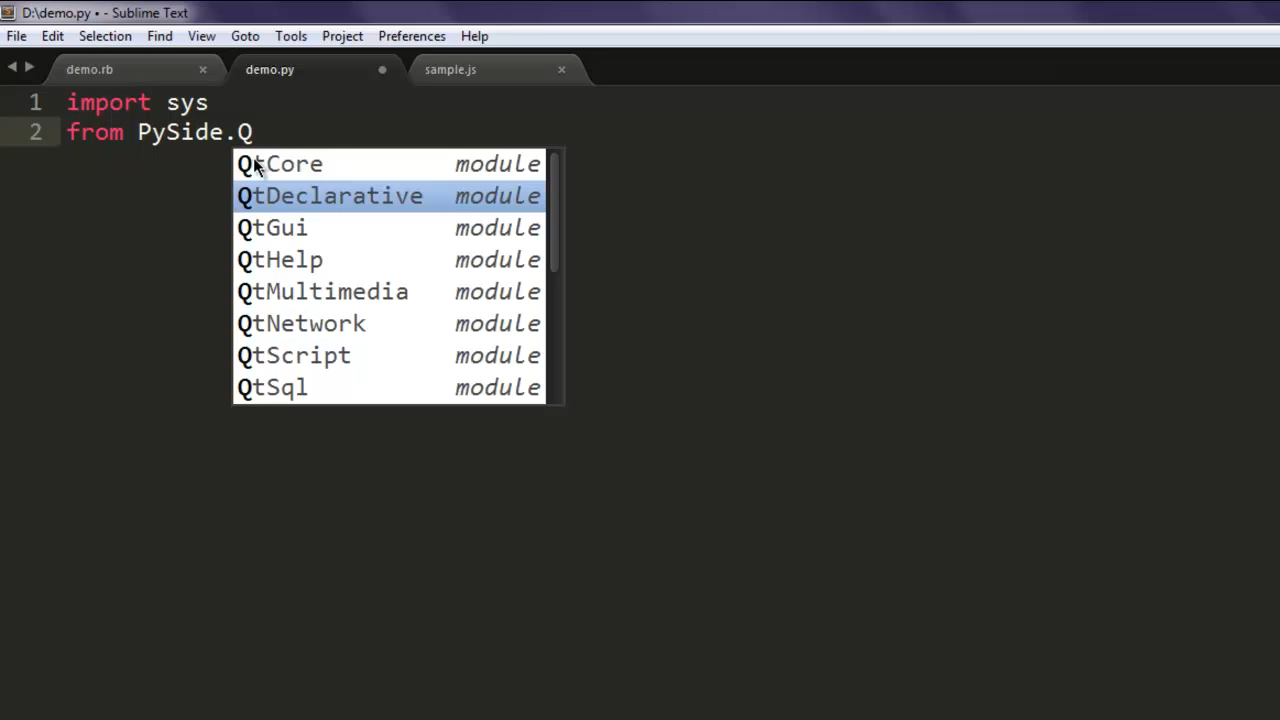 D:\demo.py • - Sublime Text
File Edit Selection Find View Goto Tools Project Preferences Help
demo.rb × demo.py sample.js ×
1 import sys
2 from PySide.Q
QtCore module
QtDeclarative module
QtGui module
QtHelp module
QtMultimedia module
QtNetwork module
QtScript module
QtSql module